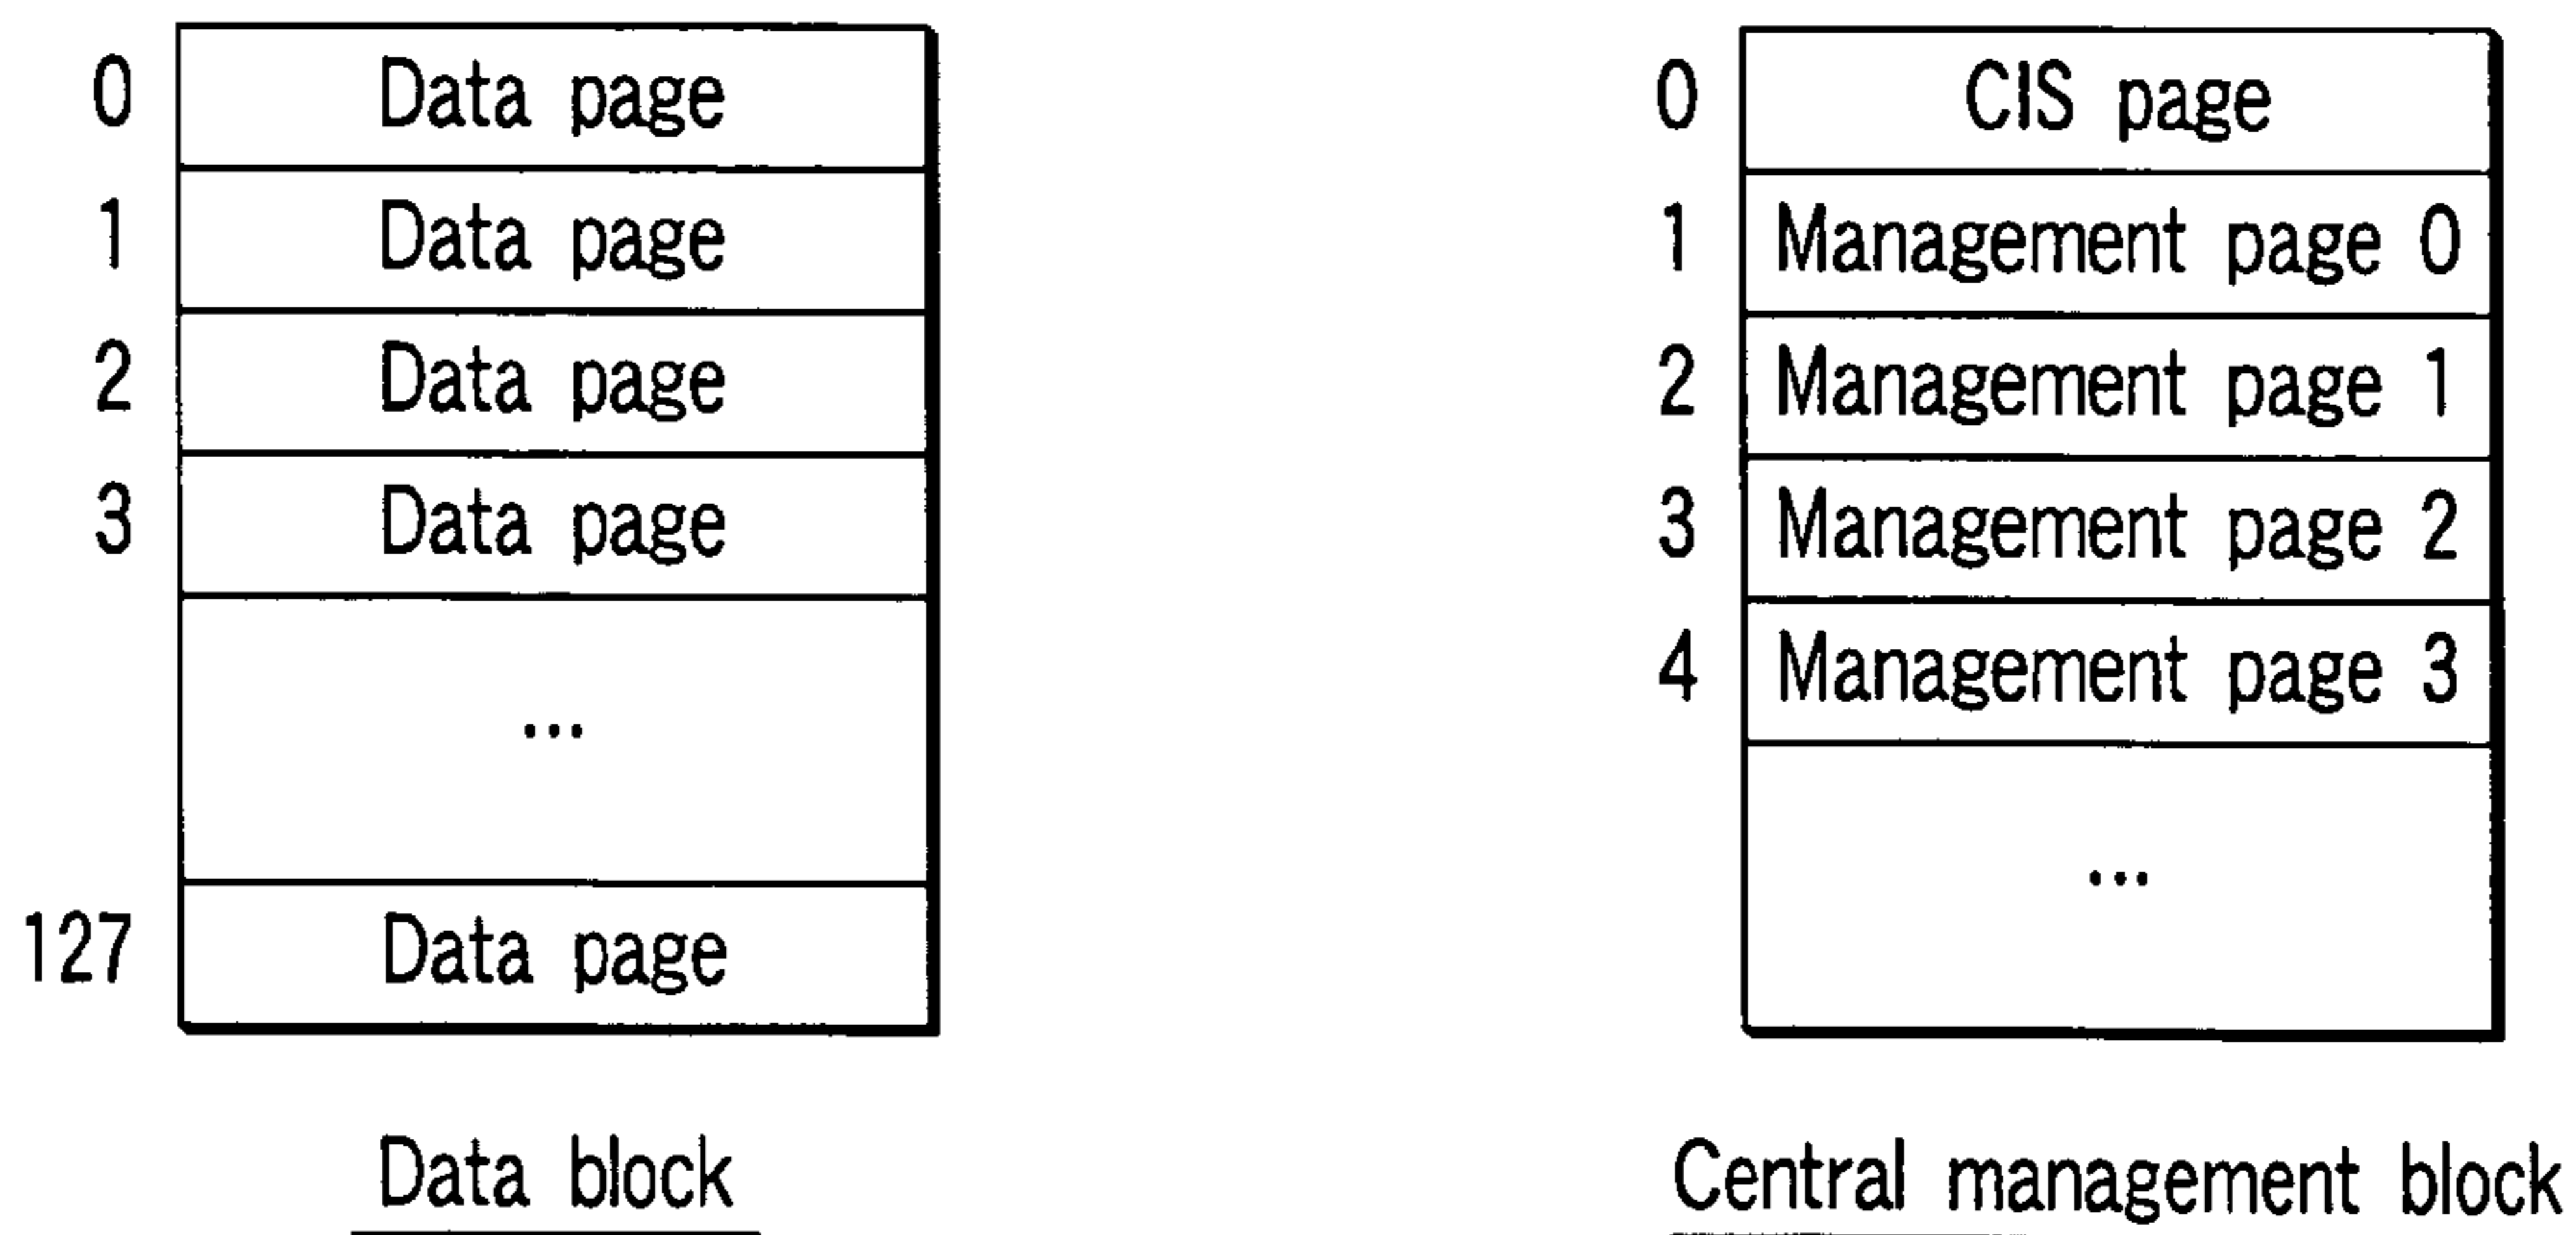 0 Data page
1 Data page
2 Data page
3 Data page
...
127 Data page
Data block
0 CIS page
1 Management page 0
2 Management page 1
3 Management page 2
4 Management page 3
...
Central management block